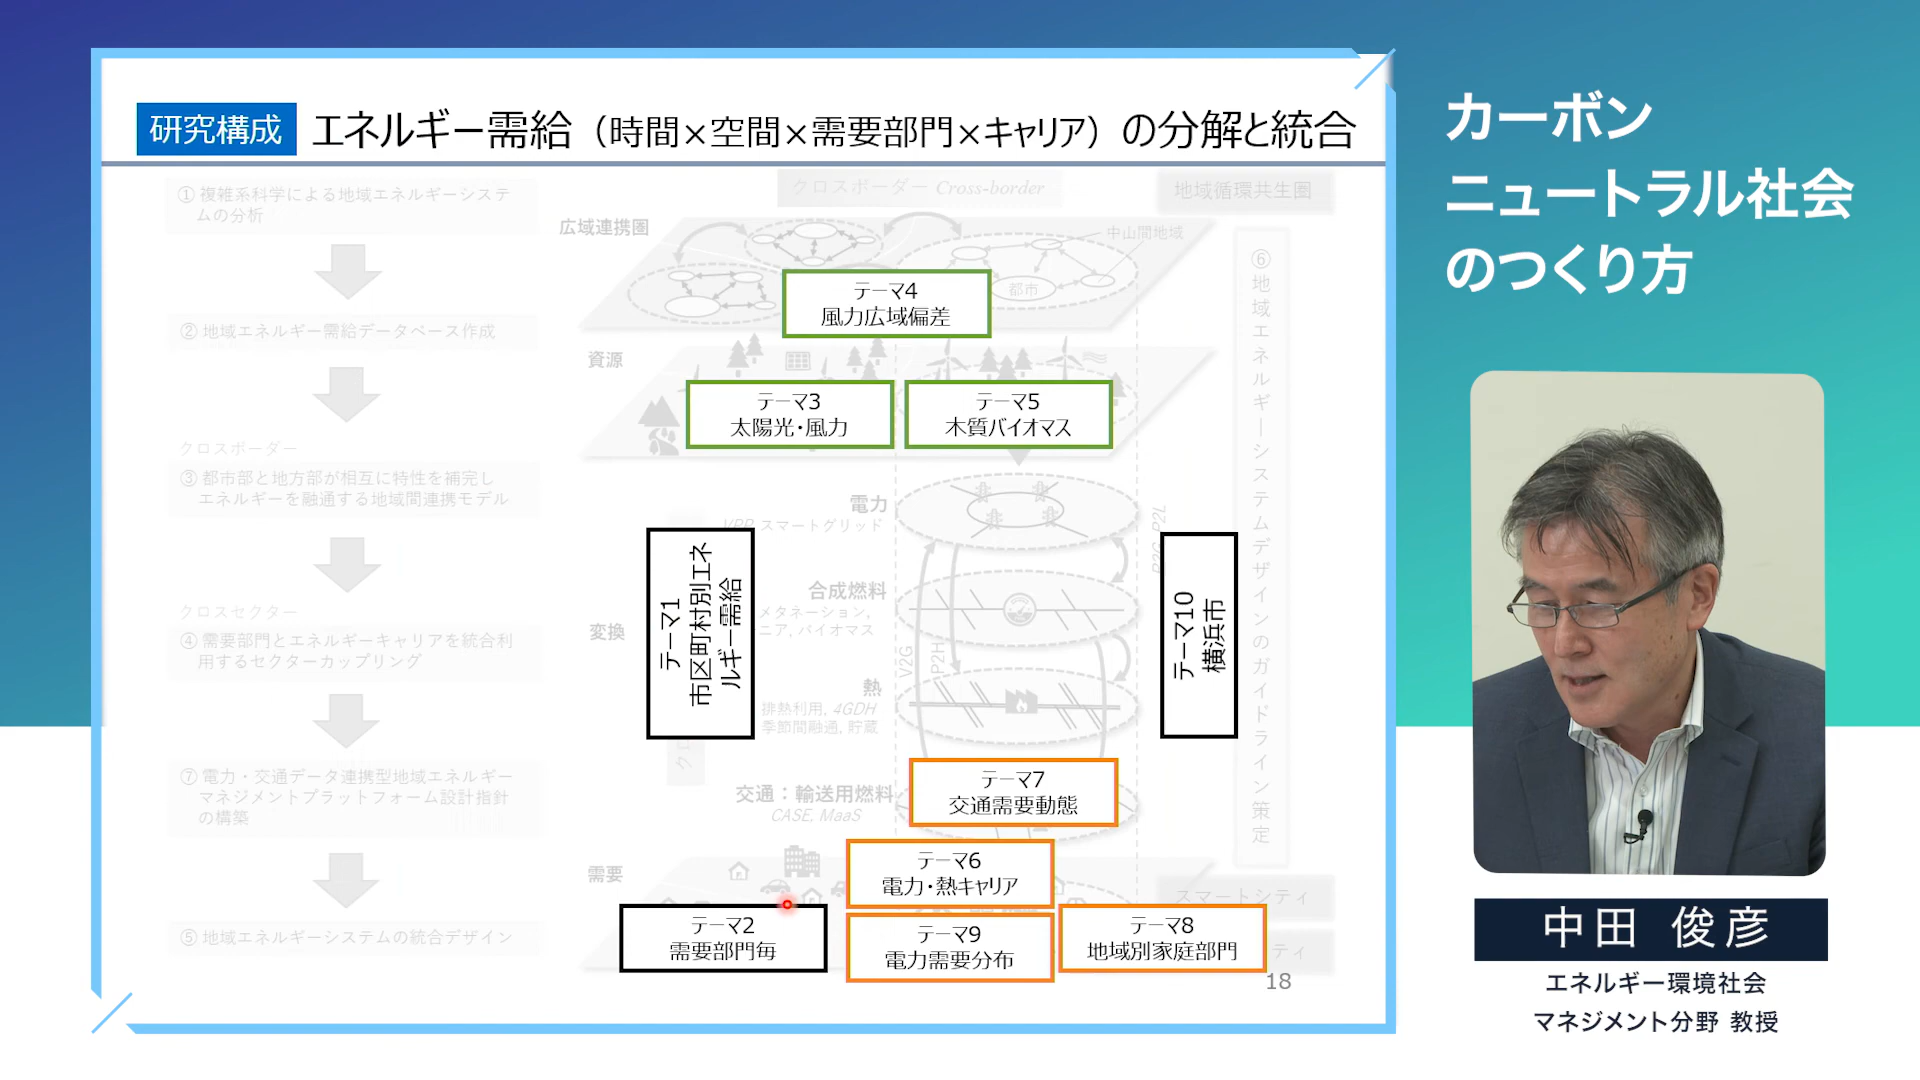 研究構成 エネルギー需給（時間×空間×需要部門×キャリア）の分解と統合
① 複雑系科学による地域エネルギーシステ
ムの分析
② 地域エネルギー需給データベース作成
クロスボーダー
③ 都市部と地方部が相互に特性を補完し
エネルギーを融通する地域間連携モデル
クロスセクター
④ 需要部門とエネルギーキャリアを統合利
用するセクターカップリング
⑦ 電力・交通データ連携型地域エネルギー
マネジメントプラットフォーム設計指針
の構築
⑤ 地域エネルギーシステムの統合デザイン
クロスボーダー Cross-border
地域循環共生圏
広域連携圏
中山間地域
都市
テーマ4
風力広域偏差
資源
テーマ3
太陽光・風力
テーマ5
木質バイオマス
電力
VPP, スマートグリッド
合成燃料
メタネーション,
ニア, バイオマス
変換
熱
排熱利用, 4GDH
季節間融通, 貯蔵
V2G
P2H
P2G, P2L
テーマ1
市区町村別エネ
ルギー需給
テーマ10
横浜市
⑥地域エネルギーシステムデザインのガイドライン策定
交通：輸送用燃料
CASE, MaaS
テーマ7
交通需要動態
需要
テーマ6
電力・熱キャリア
スマートシティ
テーマ2
需要部門毎
テーマ9
電力需要分布
テーマ8
地域別家庭部門
ティ
18
カーボン
ニュートラル社会
のつくり方
中田 俊彦
エネルギー環境社会
マネジメント分野 教授